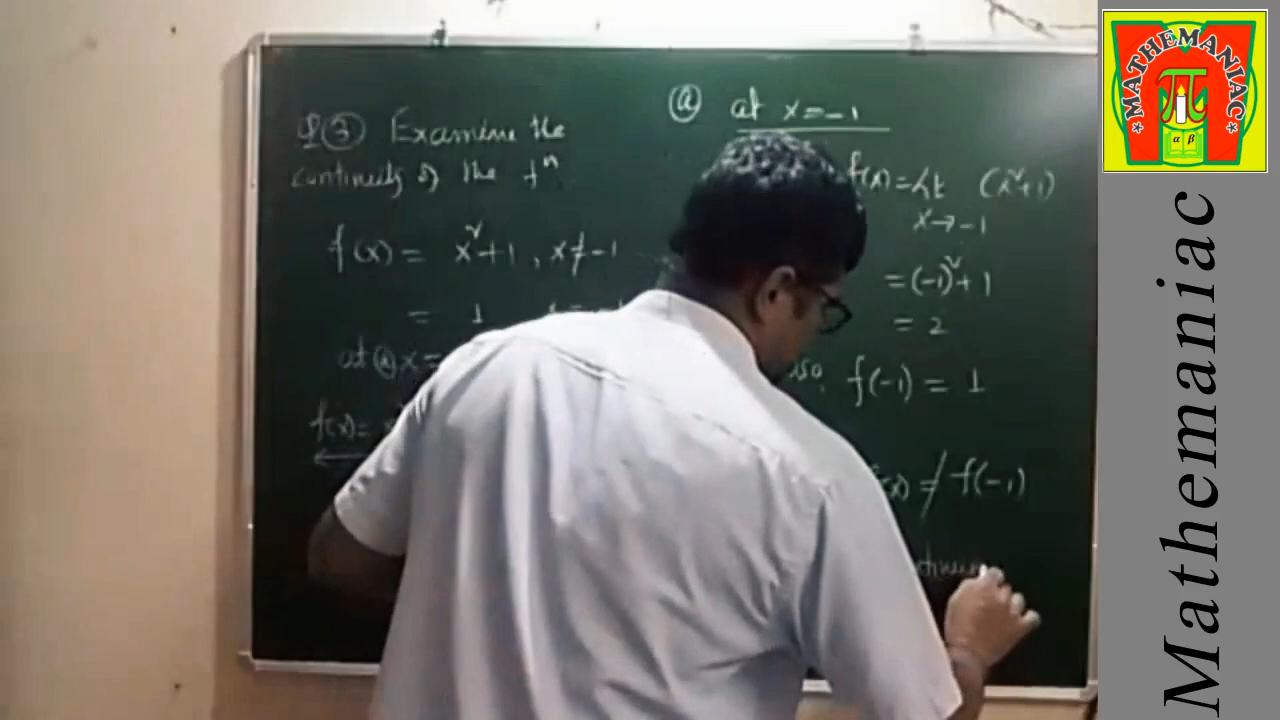 Q③ Examine the
continuity of the fⁿ
f(x) = x²+1, x≠-1
= 1
at ⓐ x =
f(x) =
ⓐ at x = -1
f(x) = Lt (x²+1)
x → -1
= (-1)² + 1
= 2
f(-1) = 1
≠ f(-1)
MATHEMANIAC
π
α β
Mathemaniac